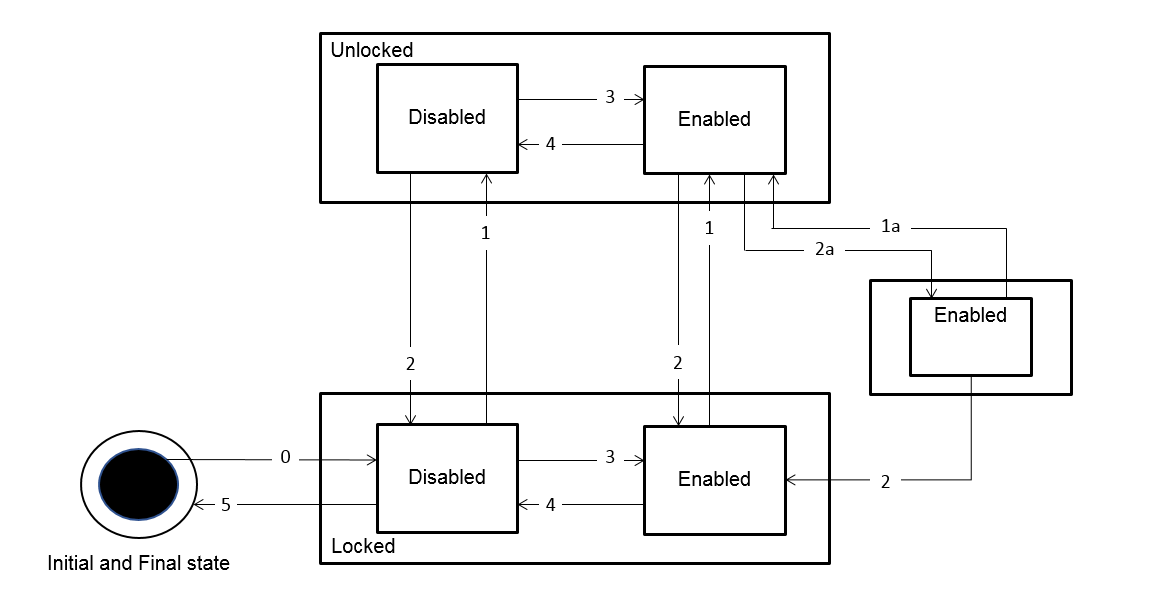 Unlocked
Disabled
3
Enabled
4
1
1
1a
2a
Enabled
2
2
0
Disabled
3
Enabled
2
5
4
Locked
Initial and Final state